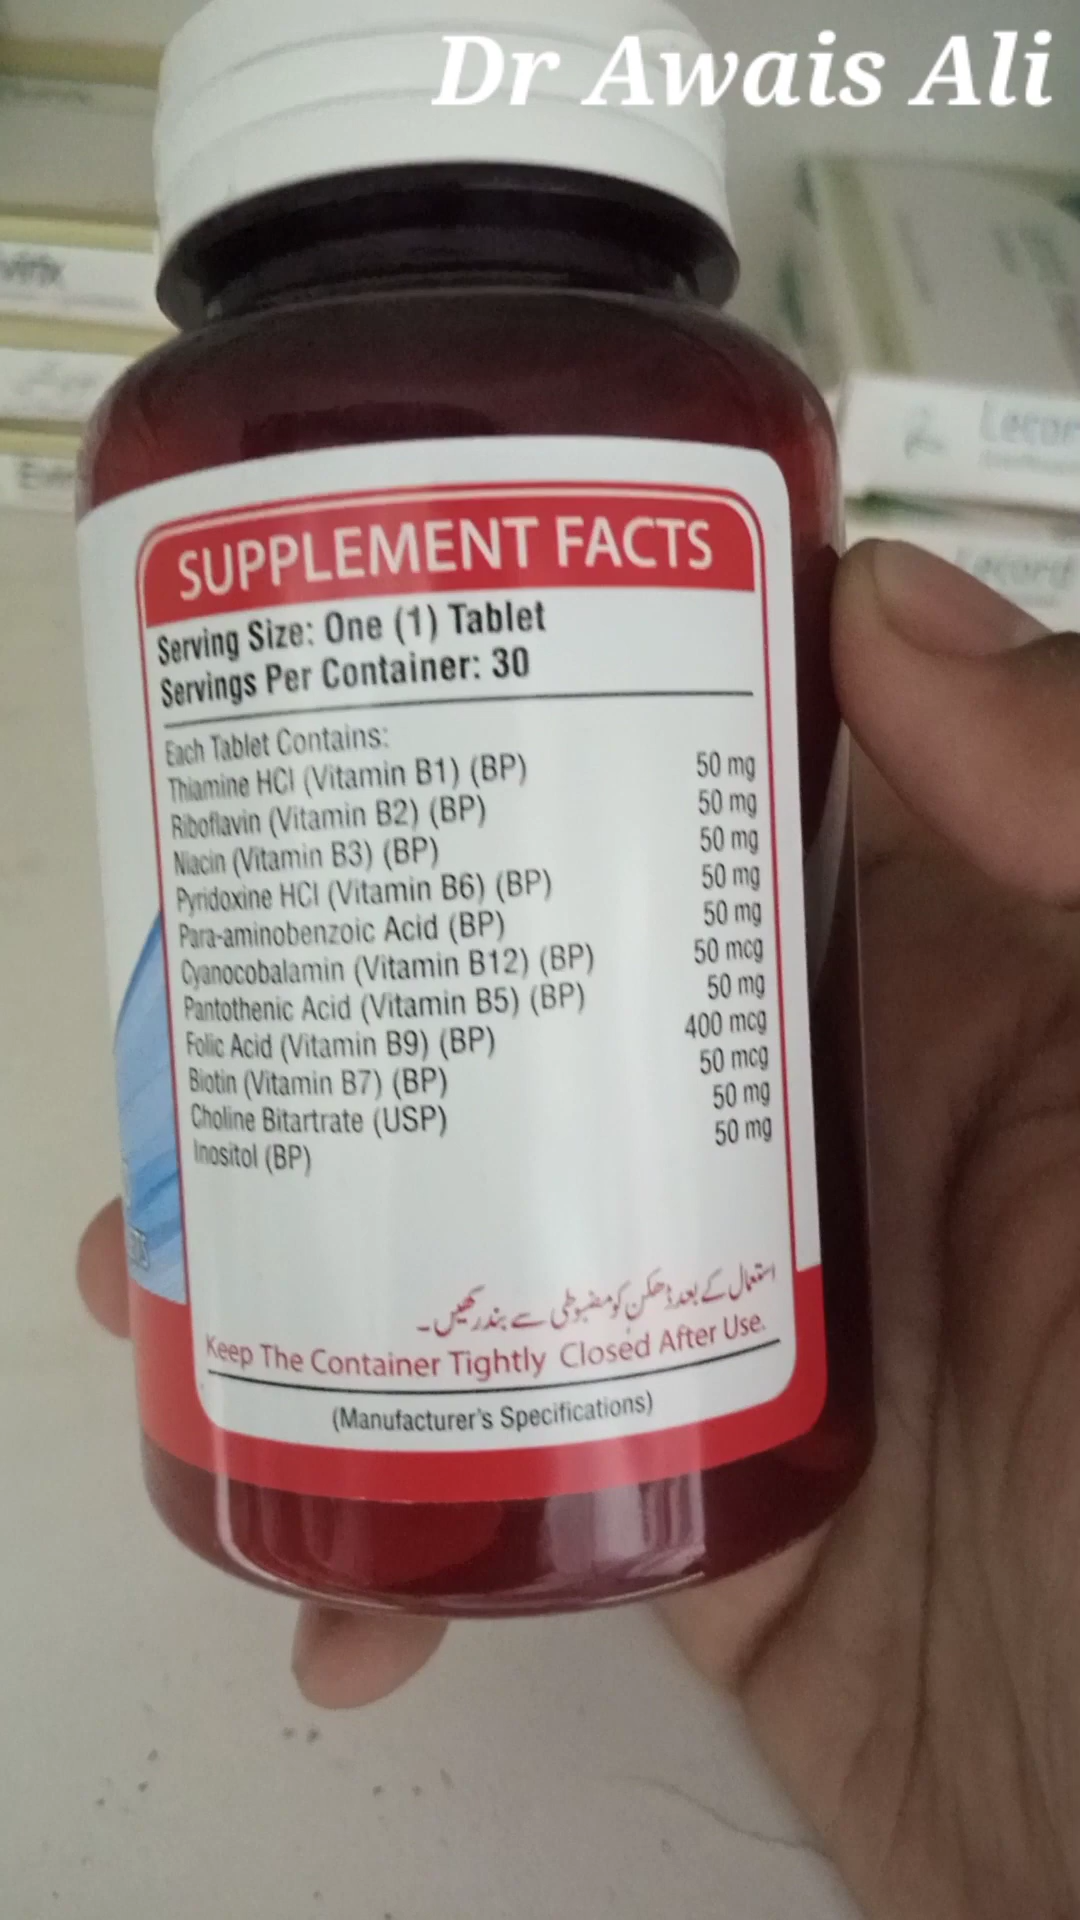 Dr Awais Ali
Lecor
Lecord
SUPPLEMENT FACTS
Serving Size: One (1) Tablet
Servings Per Container: 30
Each Tablet Contains:
Thiamine HCl (Vitamin B1) (BP) 50 mg
Riboflavin (Vitamin B2) (BP) 50 mg
Niacin (Vitamin B3) (BP) 50 mg
Pyridoxine HCl (Vitamin B6) (BP) 50 mg
Para-aminobenzoic Acid (BP) 50 mg
Cyanocobalamin (Vitamin B12) (BP) 50 mcg
Pantothenic Acid (Vitamin B5) (BP) 50 mg
Folic Acid (Vitamin B9) (BP) 400 mcg
Biotin (Vitamin B7) (BP) 50 mcg
Choline Bitartrate (USP) 50 mg
Inositol (BP) 50 mg
استعمال کے بعد ڈھکن کو مضبوطی سے بند رکھیں۔
Keep The Container Tightly Closed After Use.
(Manufacturer's Specifications)